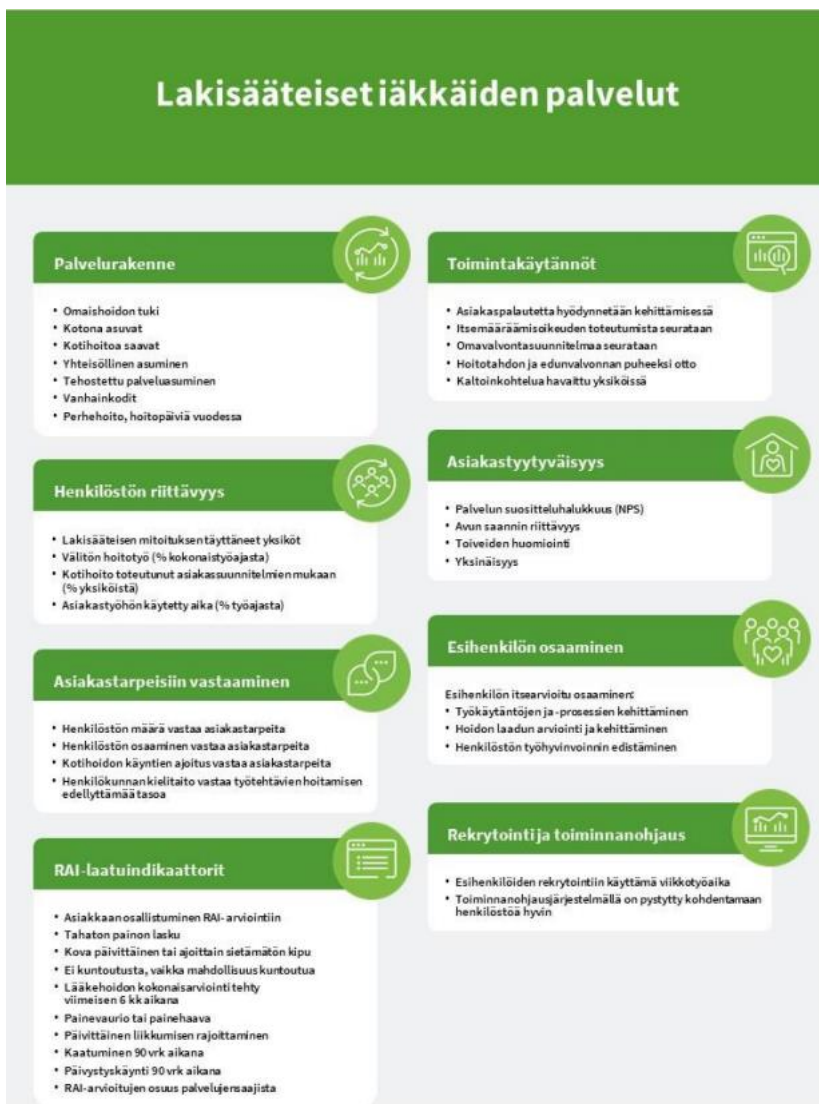 Lakisääteiset iäkkäiden palvelut
Palvelurakenne
• Omaishoidon tuki
• Kotona asuvat
• Kotihoitoa saavat
• Yhteisöllinen asuminen
• Tehostettu palveluasuminen
• Vanhainkodit
• Perhehoito, hoitopäiviä vuodessa
Henkilöstön riittävyys
• Lakisääteisen mitoituksen täyttäneet yksiköt
• Välitön hoitotyö (% kokonaistyöajasta)
• Kotihoito toteutunut asiakassuunnitelmien mukaan
(% yksiköistä)
• Asiakastyöhön käytetty aika (% työajasta)
Asiakastarpeisiin vastaaminen
• Henkilöstön määrä vastaa asiakastarpeita
• Henkilöstön osaaminen vastaa asiakastarpeita
• Kotihoidon käyntien ajoitus vastaa asiakastarpeita
• Henkilökunnan kielitaito vastaa työtehtävien hoitamisen
edellyttämää tasoa
RAI-laatuindikaattorit
• Asiakkaan osallistuminen RAI- arviointiin
• Tahaton painon lasku
• Kova päivittäinen tai ajoittain sietämätön kipu
• Ei kuntoutusta, vaikka mahdollisuus kuntoutua
• Lääkehoidon kokonaisarviointi tehty
viimeisen 6 kk aikana
• Painevaurio tai painehaava
• Päivittäinen liikkumisen rajoittaminen
• Kaatuminen 90 vrk aikana
• Päivystyskäynti 90 vrk aikana
• RAI-arvioitujen osuus palvelujensaajista
Toimintakäytännöt
• Asiakaspalautetta hyödynnetään kehittämisessä
• Itsemääräämisoikeuden toteutumista seurataan
• Omavalvontasuunnitelmaa seurataan
• Hoitotahdon ja edunvalvonnan puheeksi otto
• Kaltoinkohtelua havaittu yksiköissä
Asiakastyytyväisyys
• Palvelun suositteluhalukkuus (NPS)
• Avun saannin riittävyys
• Toiveiden huomiointi
• Yksinäisyys
Esihenkilön osaaminen
Esihenkilön itsearvioitu osaaminen:
• Työkäytäntöjen ja -prosessien kehittäminen
• Hoidon laadun arviointi ja kehittäminen
• Henkilöstön työhyvinvoinnin edistäminen
Rekrytointi ja toiminnanohjaus
• Esihenkilöiden rekrytointiin käyttämä viikkotyöaika
• Toiminnanohjausjärjestelmällä on pystytty kohdentamaan
henkilöstöä hyvin